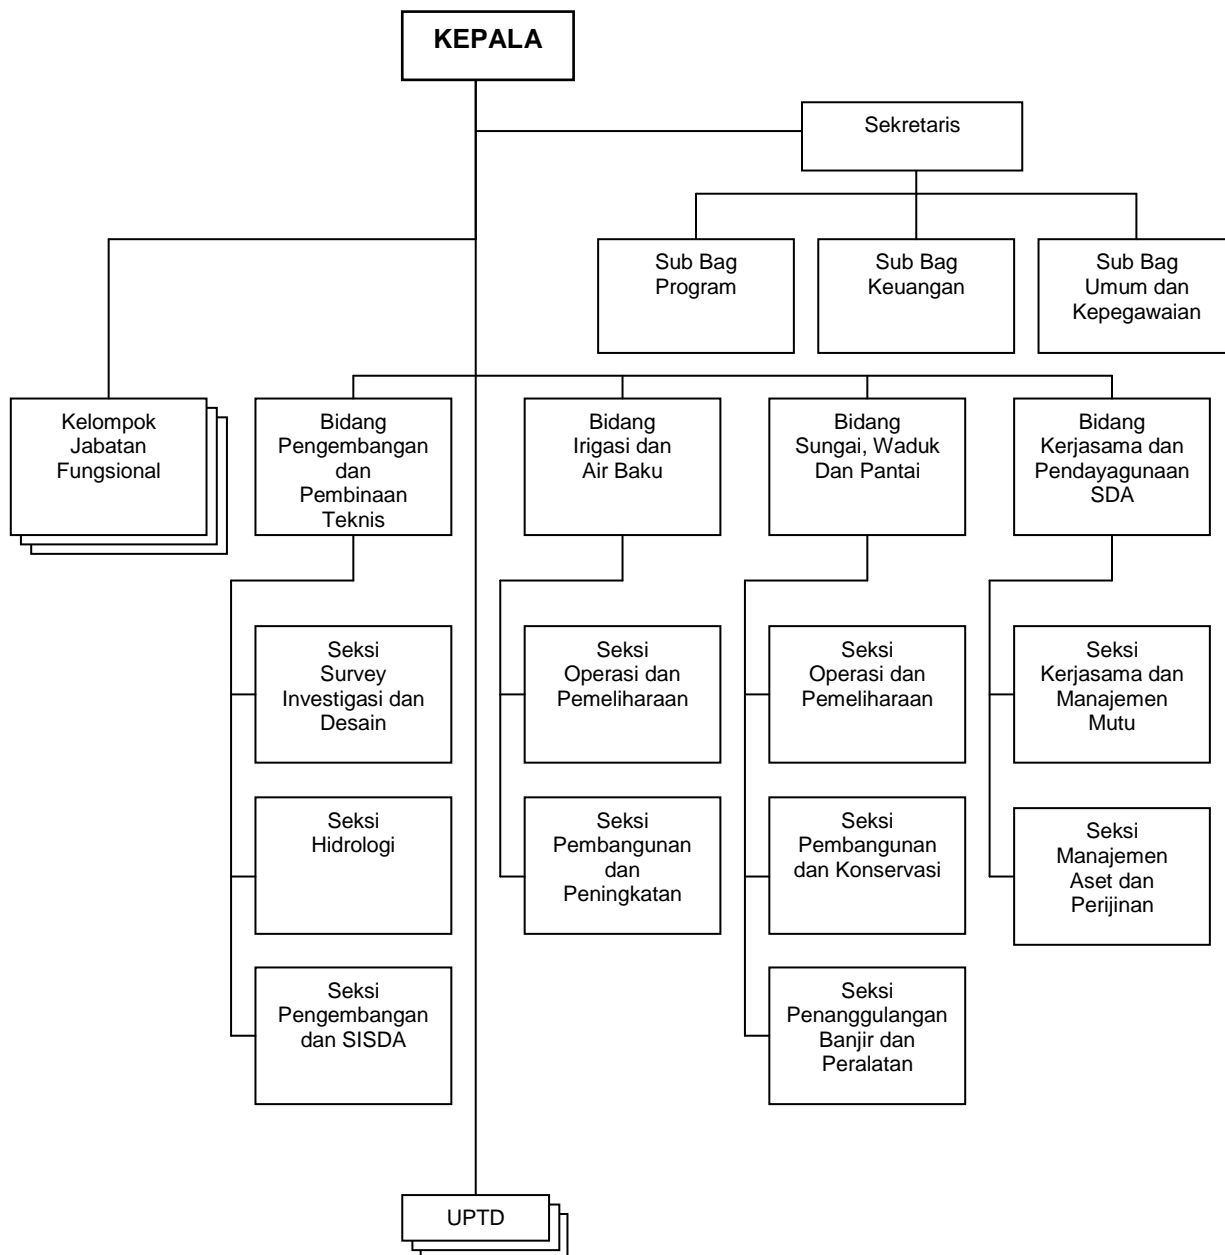 KEPALA
Sekretaris
Sub Bag
Program
Sub Bag
Keuangan
Sub Bag
Umum dan
Kepegawaian
Kelompok
Jabatan
Fungsional
Bidang
Pengembangan
dan
Pembinaan
Teknis
Bidang
Irigasi dan
Air Baku
Bidang
Sungai, Waduk
Dan Pantai
Bidang
Kerjasama dan
Pendayagunaan
SDA
Seksi
Survey
Investigasi dan
Desain
Seksi
Operasi dan
Pemeliharaan
Seksi
Operasi dan
Pemeliharaan
Seksi
Kerjasama dan
Manajemen
Mutu
Seksi
Hidrologi
Seksi
Pembangunan
dan
Peningkatan
Seksi
Pembangunan
dan Konservasi
Seksi
Manajemen
Aset dan
Perijinan
Seksi
Pengembangan
dan SISDA
Seksi
Penanggulangan
Banjir dan
Peralatan
UPTD